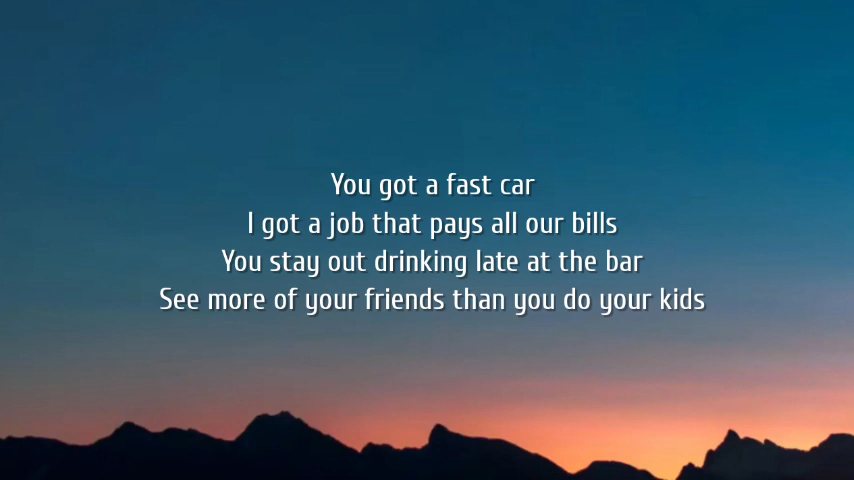 You got a fast car
I got a job that pays all our bills
You stay out drinking late at the bar
See more of your friends than you do your kids